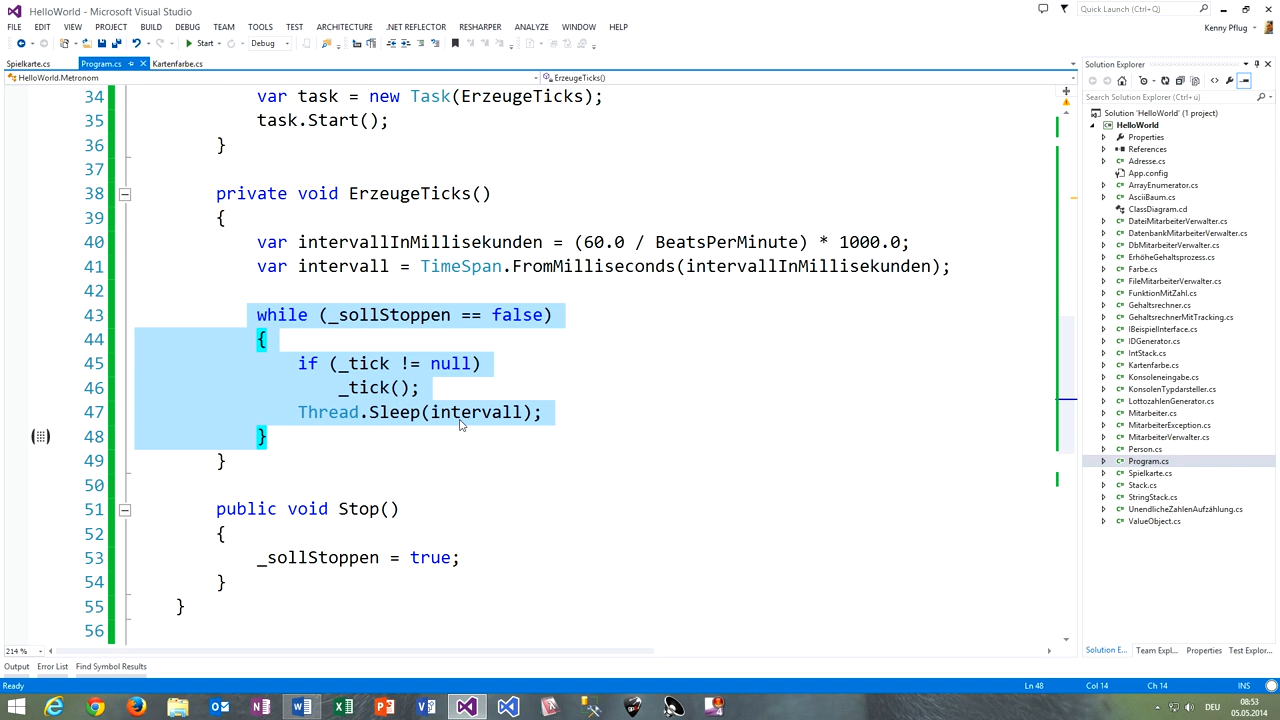 HelloWorld - Microsoft Visual Studio
Quick Launch (Ctrl+Q)
FILE EDIT VIEW PROJECT BUILD DEBUG TEAM TOOLS TEST ARCHITECTURE .NET REFLECTOR RESHARPER ANALYZE WINDOW HELP
Kenny Pflug
Start Debug
Spielkarte.cs Program.cs Kartenfarbe.cs
HelloWorld.Metronom ErzeugeTicks()
34 var task = new Task(ErzeugeTicks);
35 task.Start();
36 }
37
38 private void ErzeugeTicks()
39 {
40 var intervallInMillisekunden = (60.0 / BeatsPerMinute) * 1000.0;
41 var intervall = TimeSpan.FromMilliseconds(intervallInMillisekunden);
42
43 while (_sollStoppen == false)
44 {
45 if (_tick != null)
46 _tick();
47 Thread.Sleep(intervall);
48 }
49 }
50
51 public void Stop()
52 {
53 _sollStoppen = true;
54 }
55 }
56
214 %
Output Error List Find Symbol Results
Ready
Ln 48 Col 14 Ch 14 INS
Solution Explorer
Search Solution Explorer (Ctrl+ü)
Solution 'HelloWorld' (1 project)
HelloWorld
Properties
References
Adresse.cs
App.config
ArrayEnumerator.cs
AsciiBaum.cs
ClassDiagram.cd
DateiMitarbeiterVerwalter.cs
DatenbankMitarbeiterVerwalter.cs
DbMitarbeiterVerwalter.cs
ErhöheGehaltsprozess.cs
Farbe.cs
FileMitarbeiterVerwalter.cs
FunktionMitZahl.cs
Gehaltsrechner.cs
GehaltsrechnerMitTracking.cs
IBeispielInterface.cs
IDGenerator.cs
IntStack.cs
Kartenfarbe.cs
Konsoleneingabe.cs
KonsolenTypdarsteller.cs
LottozahlenGenerator.cs
Mitarbeiter.cs
MitarbeiterException.cs
MitarbeiterVerwalter.cs
Person.cs
Program.cs
Spielkarte.cs
Stack.cs
StringStack.cs
UnendlicheZahlenAufzählung.cs
ValueObject.cs
Solution E... Team Expl... Properties Test Explor...
DEU
08:53
05.05.2014